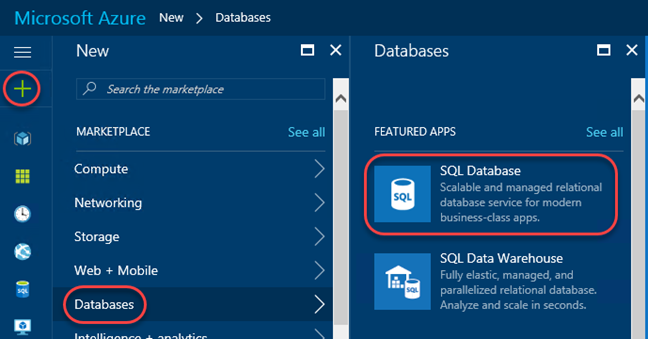 Microsoft Azure New > Databases
New
Search the marketplace
MARKETPLACE See all
Compute
Networking
Storage
Web + Mobile
Databases
Intelligence + analytics
Databases
FEATURED APPS See all
SQL
SQL Database
Scalable and managed relational
database service for modern
business-class apps.
SQL
SQL Data Warehouse
Fully elastic, managed, and
parallelized relational database.
Analyze and scale in seconds.